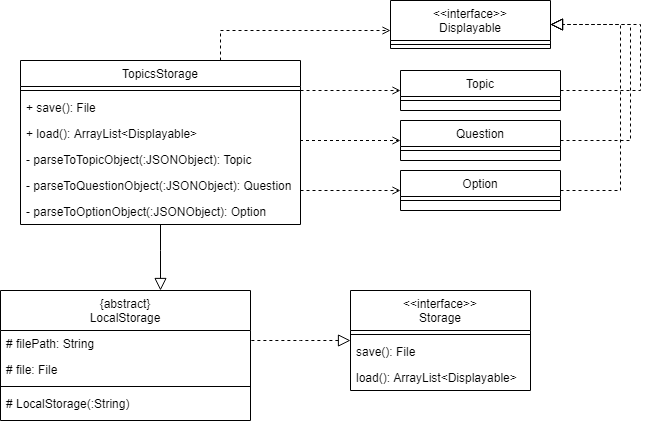 <<interface>>
Displayable
TopicsStorage
+ save(): File
+ load(): ArrayList<Displayable>
- parseToTopicObject(:JSONObject): Topic
- parseToQuestionObject(:JSONObject): Question
- parseToOptionObject(:JSONObject): Option
Topic
Question
Option
{abstract}
LocalStorage
# filePath: String
# file: File
# LocalStorage(:String)
<<interface>>
Storage
save(): File
load(): ArrayList<Displayable>